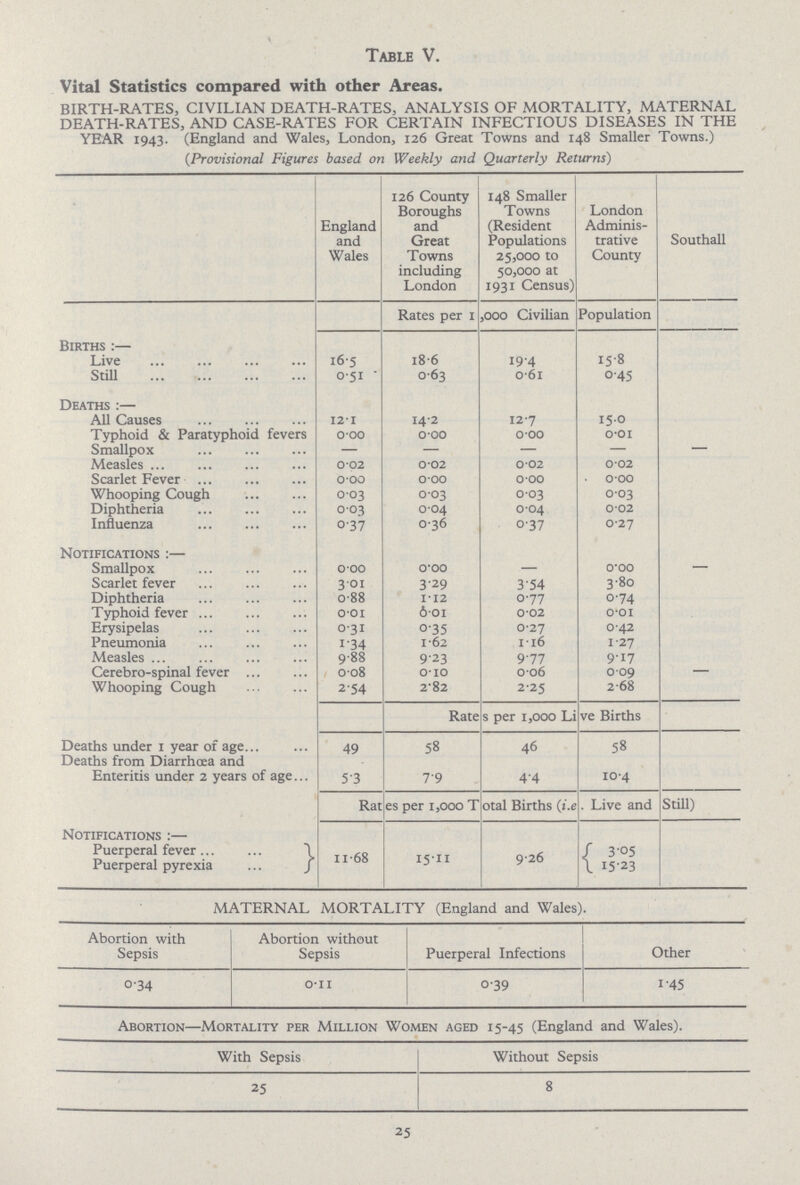 TABLE V.
Vital Statistics compared with other Areas.
BIRTH-RATES, CIVILIAN DEATH-RATES, ANALYSIS OF MORTALITY, MATERNAL
DEATH-RATES, AND CASE-RATES FOR CERTAIN INFECTIOUS DISEASES IN THE
YEAR 1943. (England and Wales, London, 126 Great Towns and 148 Smaller Towns.)
(Provisional Figures based on Weekly and Quarterly Returns)
England and Wales | 126 County Boroughs and Great Towns including London | 148 Smaller Towns (Resident Populations 25,000 to 50,000 at 1931 Census) | London Adminis-trative County | Southall
Rates per 1,000 Civilian Population
BIRTHS :—
Live ... ... ... ... 16·5 18·6 19·4 15·8
Still ... ... ... ... 0·51 0·63 0·61 0·45
DEATHS :—
All Causes ... ... ... 12·1 14·2 12·7 15·0
Typhoid & Paratyphoid fevers 0·00 0·00 0·00 0·01
Smallpox ... ... ... — — — — —
Measles ... ... ... ... 0·02 0·02 0·02 0·02
Scarlet Fever ... ... ... 0·00 0·00 0·00 0·00
Whooping Cough ... ... 0·03 0·03 0·03 0·03
Diphtheria ... ... ... 0·03 0·04 0·04 0·02
Influenza ... ... ... 0·37 0·36 0·37 0·27
NOTIFICATIONS :—
Smallpox ... ... ... 0·00 0·00 — 0·00 —
Scarlet fever ... ... ... 3·01 3·29 3·54 3·80
Diphtheria ... ... ... 0·88 1·12 0·77 0·74
Typhoid fever ... ... ... 0·01 0·01 0·02 0·01
Erysipelas ... ... ... 0·31 0·35 0·27 0·42
Pneumonia ... ... ... 1·34 1·62 1·16 1·27
Measles ... ... ... ... 9·88 9·23 9·77 9·17
Cerebro-spinal fever ... ... 0·08 0·10 0·06 0·09 —
Whooping Cough ... ... 2·54 2·82 2·25 2·68
Rates per 1,000 Live Births
Deaths under 1 year of age... ... 49 58 46 58
Deaths from Diarrhœa and
Enteritis under 2 years of age... 5·3 7·9 4·4 10·4
Rates per 1,000 Total Births (i.e. Live and Still)
NOTIFICATIONS :—
Puerperal fever ... ... } 11·68 15·11 9·26 { 3·05
Puerperal pyrexia ... } { 15·23
MATERNAL MORTALITY (England and Wales).
Abortion with Sepsis | Abortion without Sepsis | Puerperal Infections | Other
0·34 0·11 0·39 1·45
ABORTION—MORTALITY PER MILLION WOMEN AGED 15-45 (England and Wales).
With Sepsis Without Sepsis
25 8
25